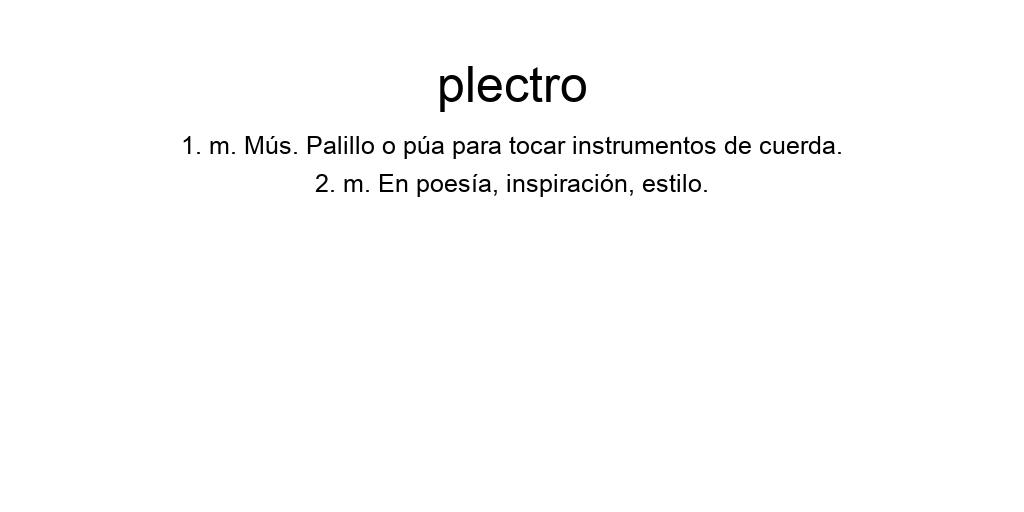 plectro
1. m. Mús. Palillo o púa para tocar instrumentos de cuerda.
2. m. En poesía, inspiración, estilo.